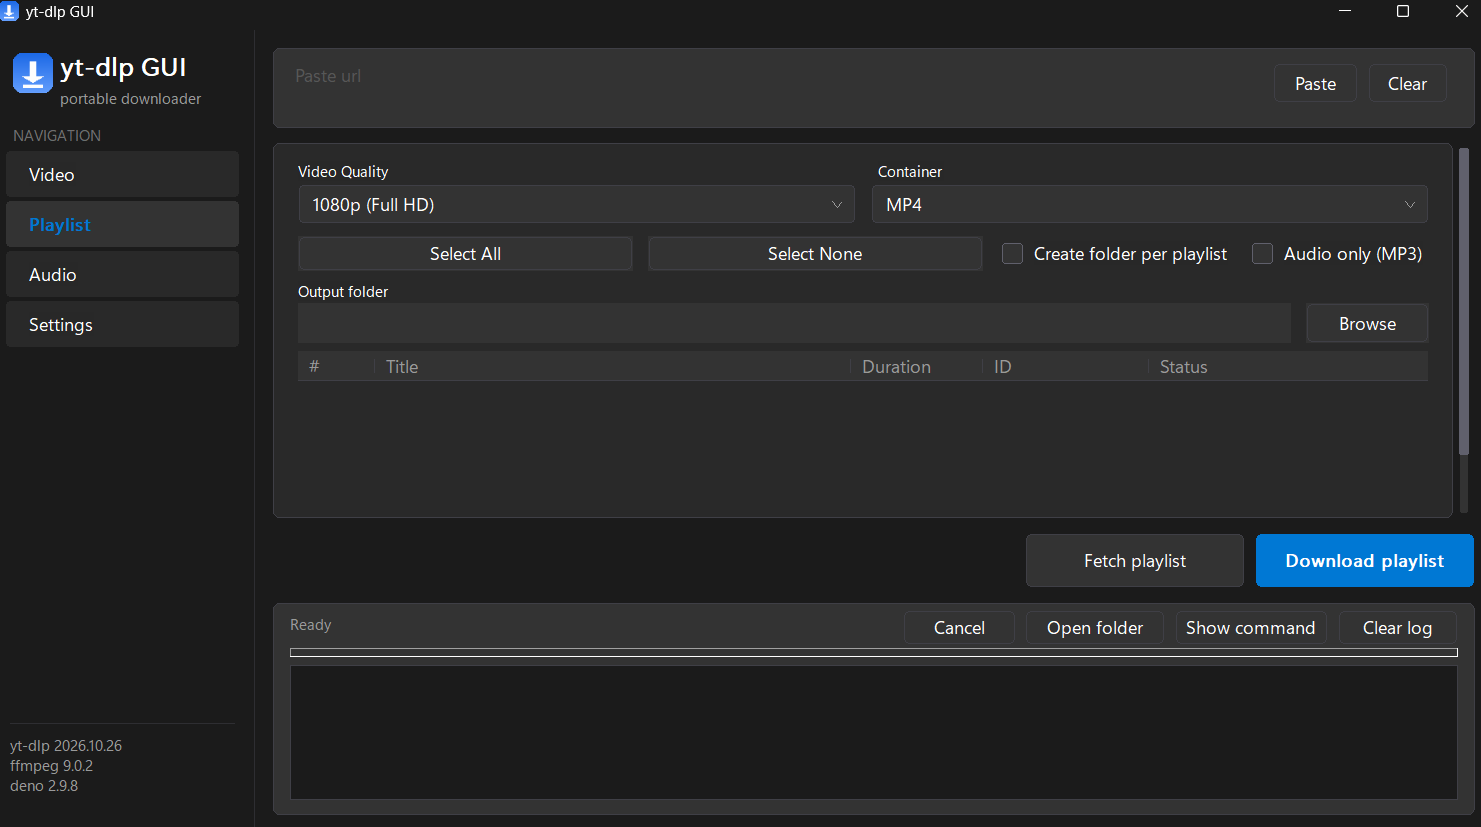 yt-dlp GUI
yt-dlp GUI
portable downloader
NAVIGATION
Video
Playlist
Audio
Settings
yt-dlp 2026.10.26
ffmpeg 9.0.2
deno 2.9.8
Paste url
Paste
Clear
Video Quality
Container
1080p (Full HD)
MP4
Select All
Select None
Create folder per playlist
Audio only (MP3)
Output folder
Browse
# Title Duration ID Status
Fetch playlist
Download playlist
Ready
Cancel
Open folder
Show command
Clear log